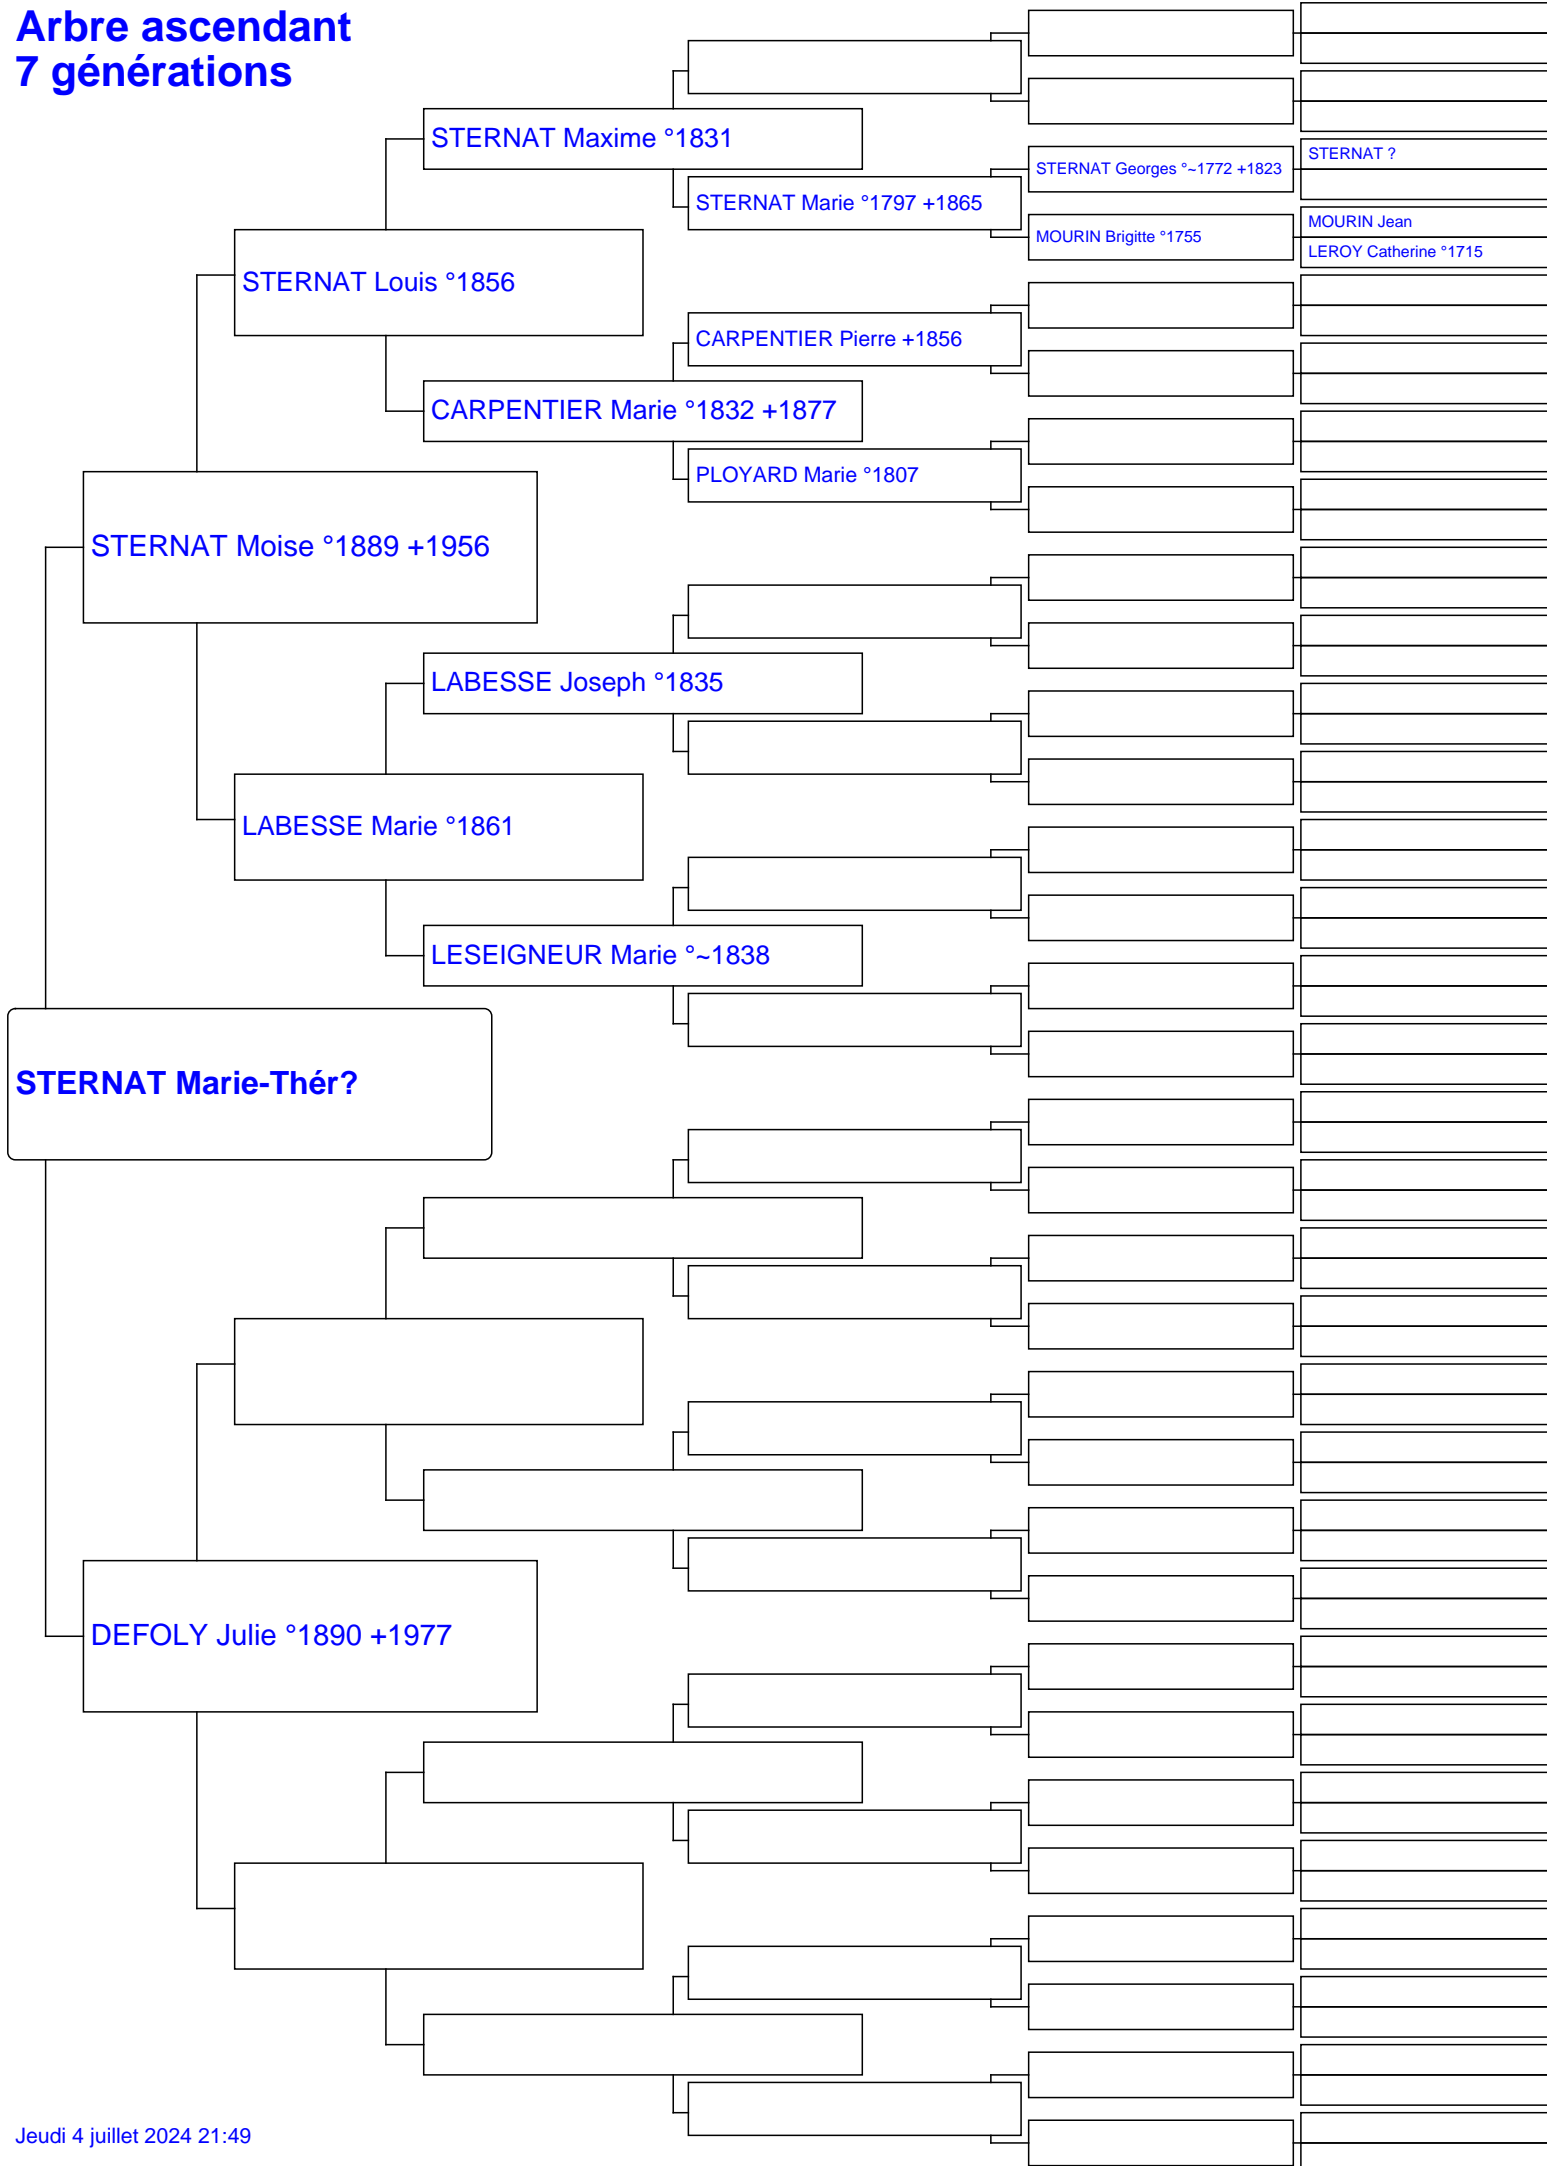 Arbre ascendant
7 générations
STERNAT Maxime °1831
STERNAT Georges °~1772 +1823
STERNAT ?
STERNAT Marie °1797 +1865
MOURIN Jean
MOURIN Brigitte °1755
LEROY Catherine °1715
STERNAT Louis °1856
CARPENTIER Pierre +1856
CARPENTIER Marie °1832 +1877
PLOYARD Marie °1807
STERNAT Moise °1889 +1956
LABESSE Joseph °1835
LABESSE Marie °1861
LESEIGNEUR Marie °~1838
STERNAT Marie-Thér?
DEFOLY Julie °1890 +1977
Jeudi 4 juillet 2024 21:49